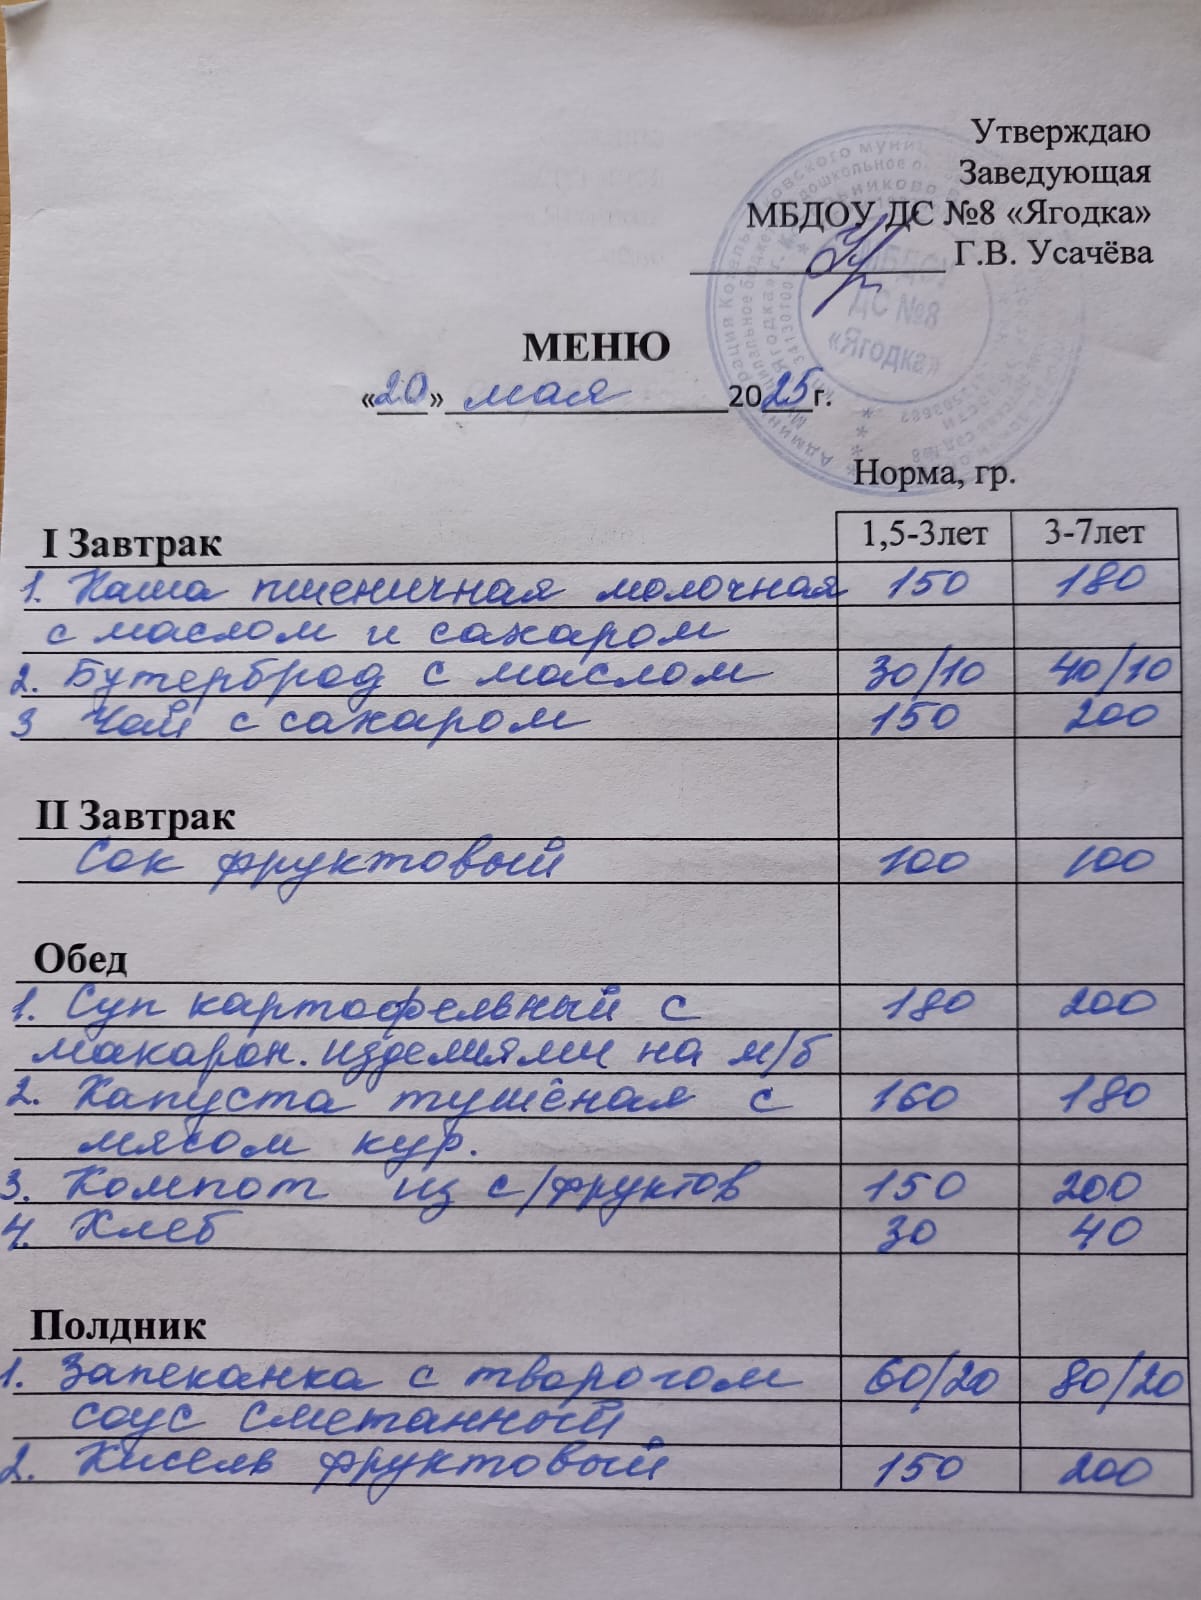 Утверждаю
Заведующая
МБДОУ ДС №8 «Ягодка»
Г.В. Усачёва
МБДОУ
ДС №8
«Ягодка»
МЕНЮ
«20» мая 2025г.
Норма, гр.
I Завтрак 1,5-3лет 3-7лет
1. Каша пшеничная молочная 150 180
с маслом и сахаром
2. Бутерброд с маслом 30/10 40/10
3 Чай с сахаром 150 200
II Завтрак
Сок фруктовый 100 100
Обед
1. Суп картофельный с 180 200
макарон. изделиями на м/б
2. Капуста тушёная с 160 180
мясом кур.
3. Компот из с/фруктов 150 200
4. Хлеб 30 40
Полдник
1. Запеканка с творогом 60/20 80/20
соус сметанный
2. Кисель фруктовый 150 200